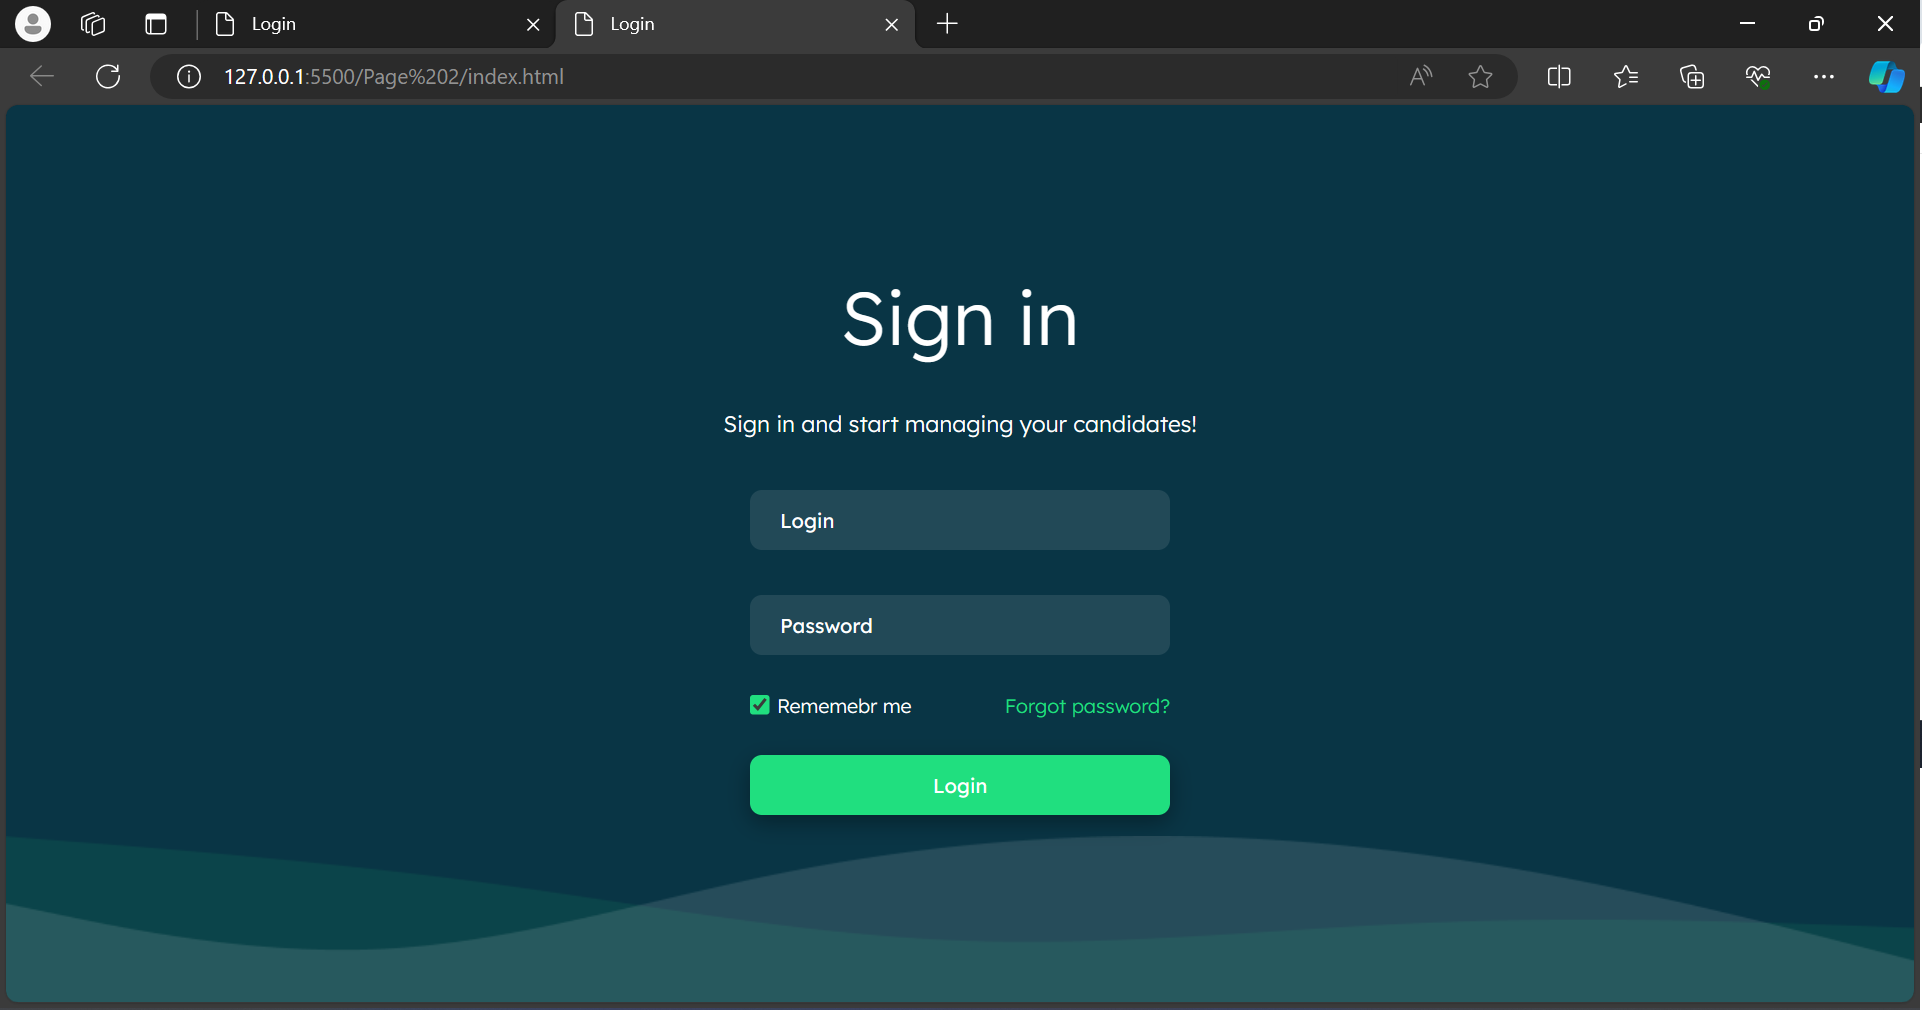 Login
Login
127.0.0.1:5500/Page%202/index.html
Sign in
Sign in and start managing your candidates!
Login
Password
Rememebr me
Forgot password?
Login